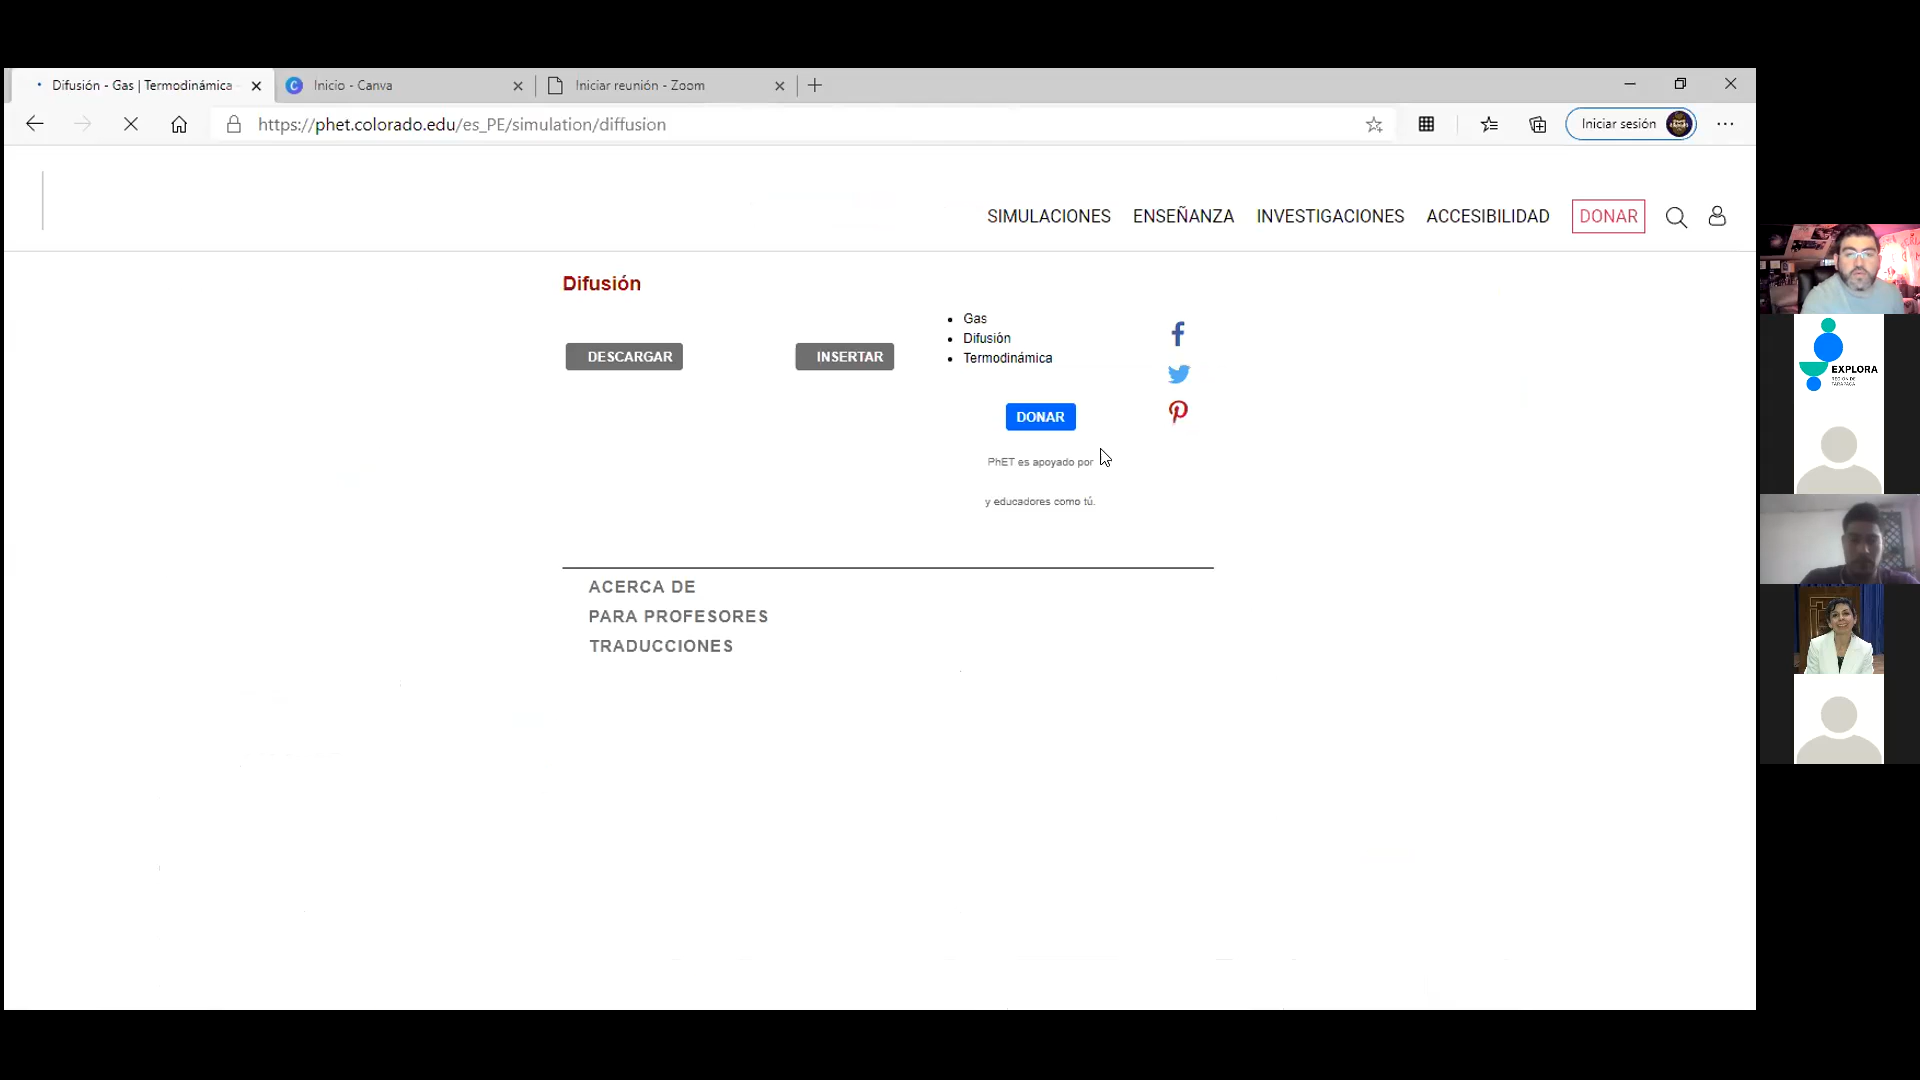 Difusión - Gas | Termodinámica
Inicio - Canva
Iniciar reunión - Zoom
https://phet.colorado.edu/es_PE/simulation/diffusion
Iniciar sesión
SIMULACIONES ENSEÑANZA INVESTIGACIONES ACCESIBILIDAD DONAR
Difusión
DESCARGAR
INSERTAR
Gas
Difusión
Termodinámica
DONAR
PhET es apoyado por
y educadores como tú.
ACERCA DE
PARA PROFESORES
TRADUCCIONES
EXPLORA